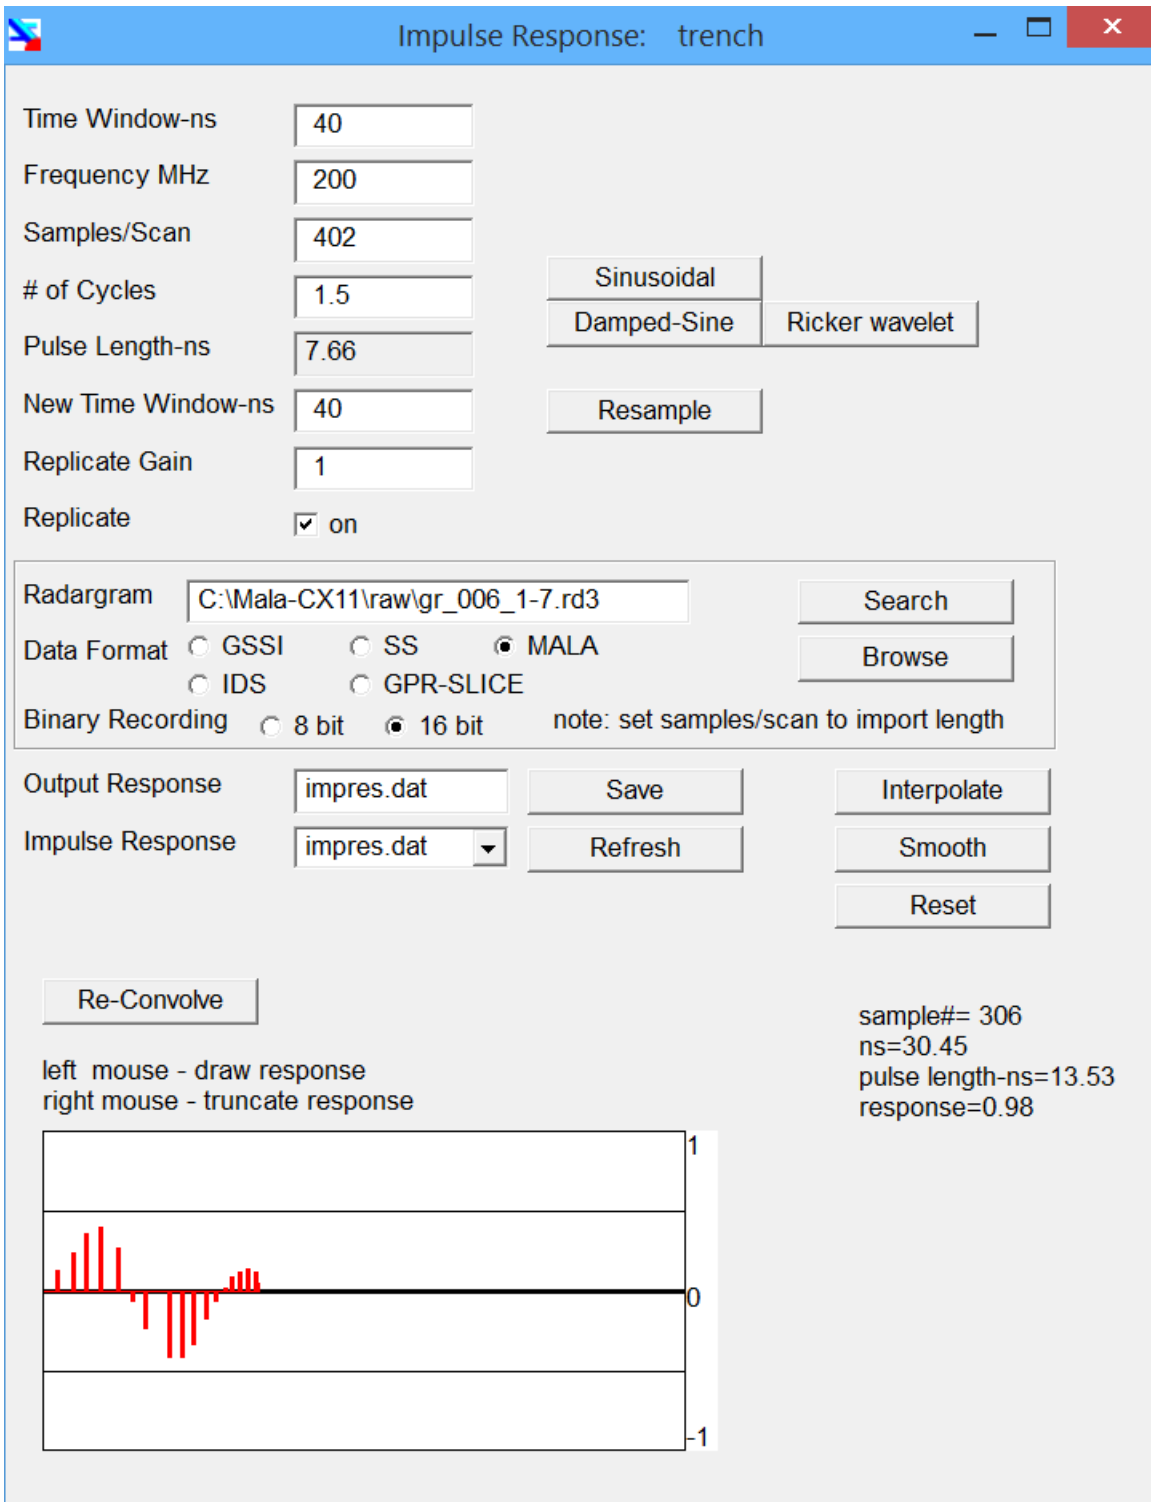 Impulse Response: trench
Time Window-ns 40
Frequency MHz 200
Samples/Scan 402
# of Cycles 1.5
Sinusoidal
Damped-Sine Ricker wavelet
Pulse Length-ns 7.66
New Time Window-ns 40 Resample
Replicate Gain 1
Replicate on
Radargram C:\Mala-CX11\raw\gr_006_1-7.rd3 Search
Data Format GSSI SS MALA Browse
IDS GPR-SLICE
Binary Recording 8 bit 16 bit note: set samples/scan to import length
Output Response impres.dat Save Interpolate
Impulse Response impres.dat Refresh Smooth
Reset
Re-Convolve
sample#= 306
ns=30.45
pulse length-ns=13.53
response=0.98
left mouse - draw response
right mouse - truncate response
1
0
-1